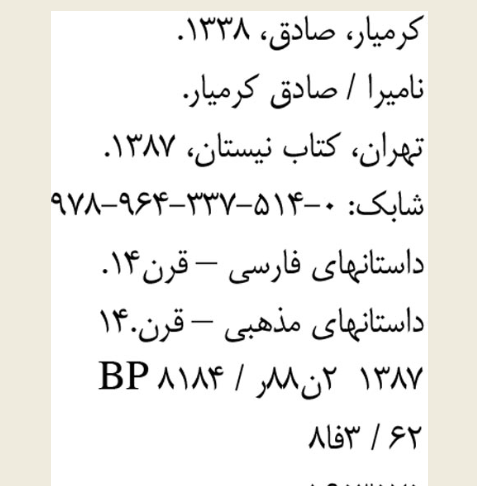 کرمیار، صادق، ۱۳۳۸.
نامیرا / صادق کرمیار.
تهران، کتاب نیستان، ۱۳۸۷.
شابک: ۰-۵۱۴-۳۳۷-۹۶۴-۹۷۸
داستانهای فارسی – قرن۱۴.
داستانهای مذهبی – قرن.۱۴
۱۳۸۷ ۲ن۸۸ر / ۸۱۸۴ BP
۶۲ / ۳فا۸